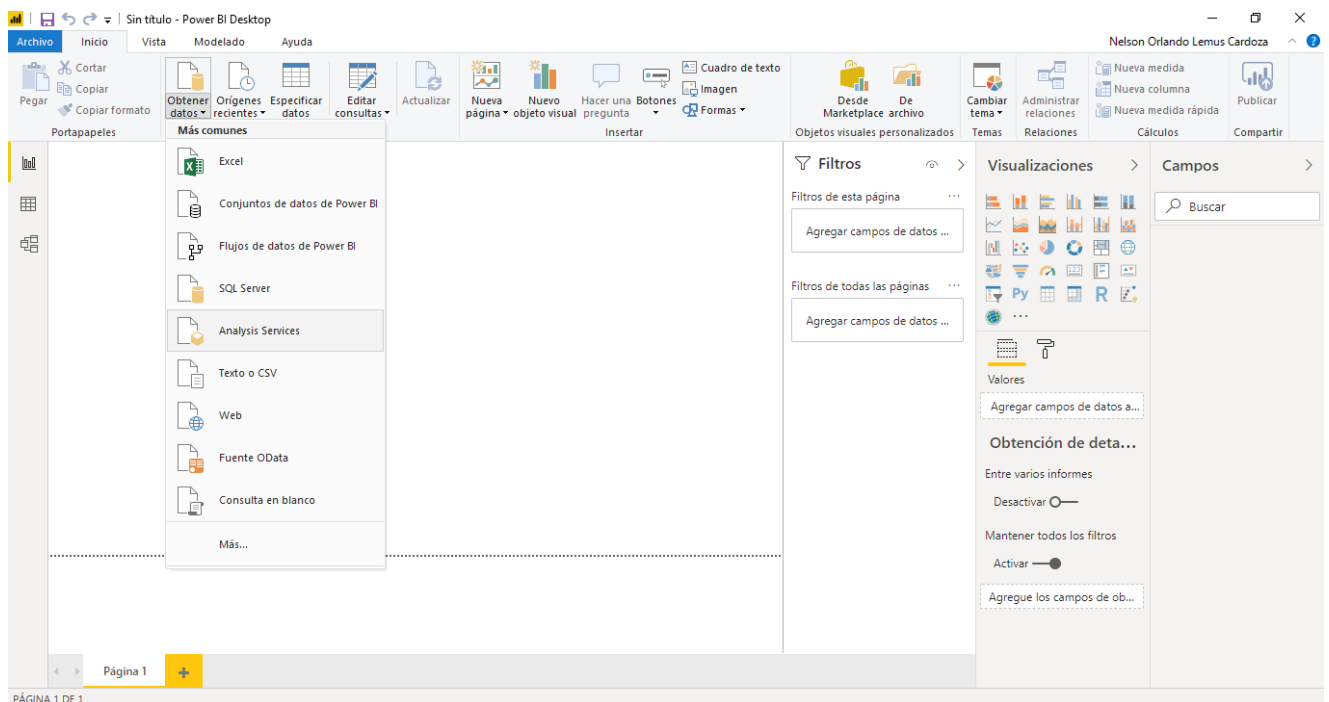 Sin título - Power BI Desktop
Archivo Inicio Vista Modelado Ayuda Nelson Orlando Lemus Cardoza
Pegar
Cortar
Copiar
Copiar formato
Portapapeles
Obtener datos
Orígenes recientes
Especificar datos
Editar consultas
Actualizar
Nueva página
Nuevo objeto visual
Hacer una pregunta
Botones
Cuadro de texto
Imagen
Formas
Insertar
Desde Marketplace
De archivo
Objetos visuales personalizados
Cambiar tema
Temas
Administrar relaciones
Relaciones
Nueva medida
Nueva columna
Nueva medida rápida
Cálculos
Publicar
Compartir
Más comunes
Excel
Conjuntos de datos de Power BI
Flujos de datos de Power BI
SQL Server
Analysis Services
Texto o CSV
Web
Fuente OData
Consulta en blanco
Más...
Filtros
Filtros de esta página ...
Agregar campos de datos ...
Filtros de todas las páginas ...
Agregar campos de datos ...
Visualizaciones
123
Py
R
...
Valores
Agregar campos de datos a...
Obtención de deta...
Entre varios informes
Desactivar
Mantener todos los filtros
Activar
Agregue los campos de ob...
Campos
Buscar
Página 1
PÁGINA 1 DE 1